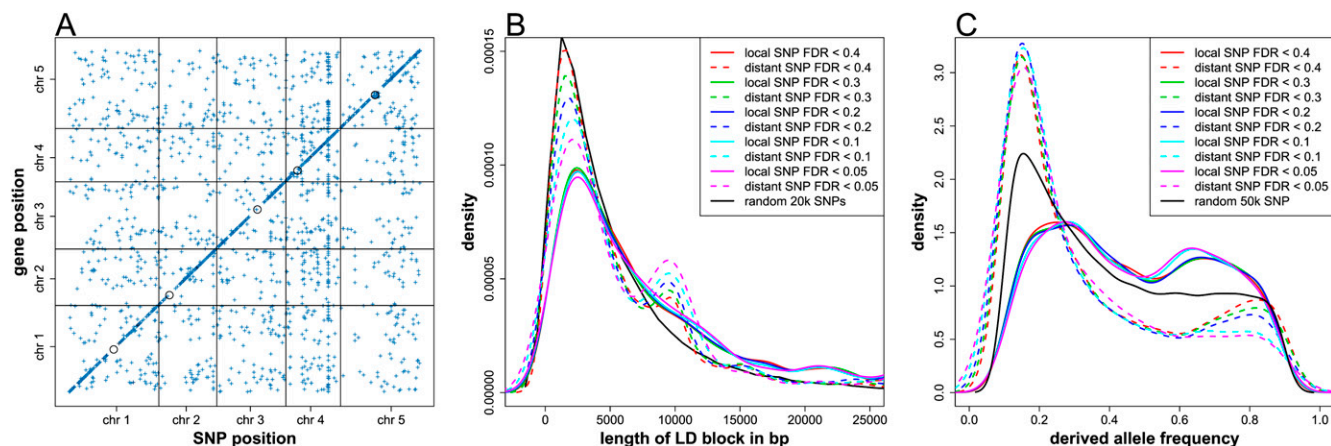 A
gene position
chr 5
chr 4
chr 3
chr 2
chr 1
chr 1 chr 2 chr 3 chr 4 chr 5
SNP position
B
density
0.00015
0.00010
0.00005
0.00000
local SNP FDR < 0.4
distant SNP FDR < 0.4
local SNP FDR < 0.3
distant SNP FDR < 0.3
local SNP FDR < 0.2
distant SNP FDR < 0.2
local SNP FDR < 0.1
distant SNP FDR < 0.1
local SNP FDR < 0.05
distant SNP FDR < 0.05
random 20k SNPs
0 5000 10000 15000 20000 25000
length of LD block in bp
C
density
3.0
2.5
2.0
1.5
1.0
0.5
0.0
local SNP FDR < 0.4
distant SNP FDR < 0.4
local SNP FDR < 0.3
distant SNP FDR < 0.3
local SNP FDR < 0.2
distant SNP FDR < 0.2
local SNP FDR < 0.1
distant SNP FDR < 0.1
local SNP FDR < 0.05
distant SNP FDR < 0.05
random 50k SNP
0.0 0.2 0.4 0.6 0.8 1.0
derived allele frequency